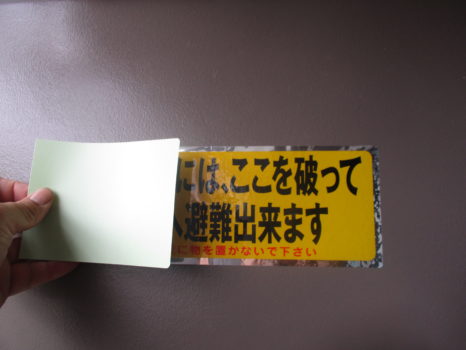 には、ここを破って
へ避難出来ます
に物を置かないで下さい